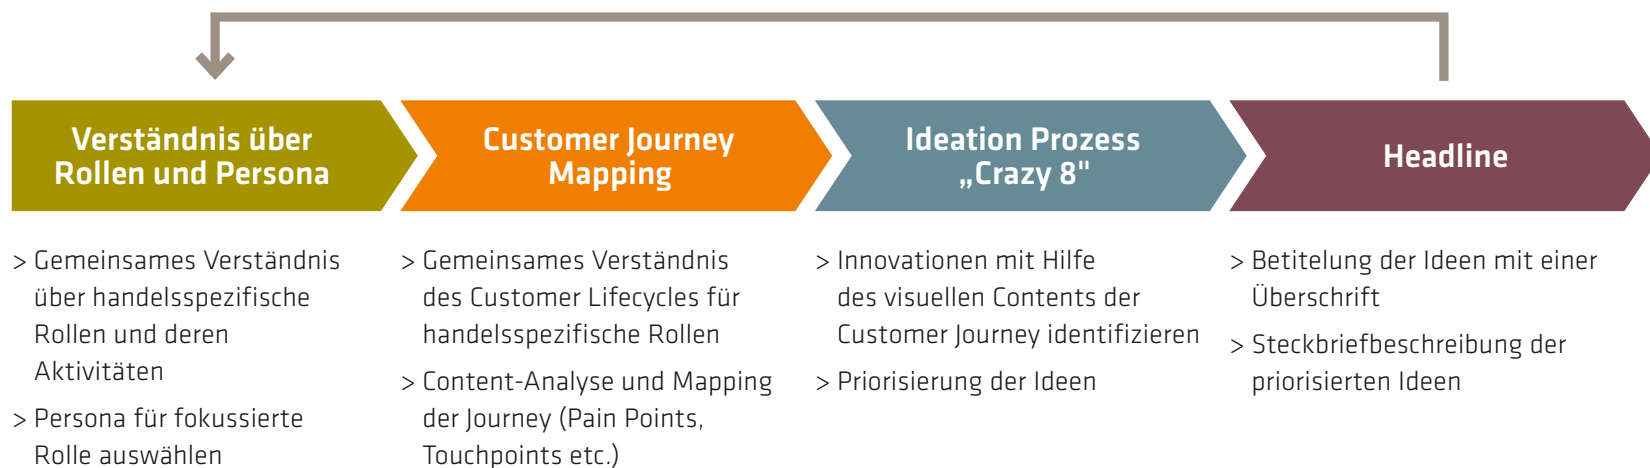 Verständnis über
Rollen und Persona
Customer Journey
Mapping
Ideation Prozess
„Crazy 8"
Headline
> Gemeinsames Verständnis
über handelsspezifische
Rollen und deren
Aktivitäten
> Persona für fokussierte
Rolle auswählen
> Gemeinsames Verständnis
des Customer Lifecycles für
handelsspezifische Rollen
> Content-Analyse und Mapping
der Journey (Pain Points,
Touchpoints etc.)
> Innovationen mit Hilfe
des visuellen Contents der
Customer Journey identifizieren
> Priorisierung der Ideen
> Betitelung der Ideen mit einer
Überschrift
> Steckbriefbeschreibung der
priorisierten Ideen